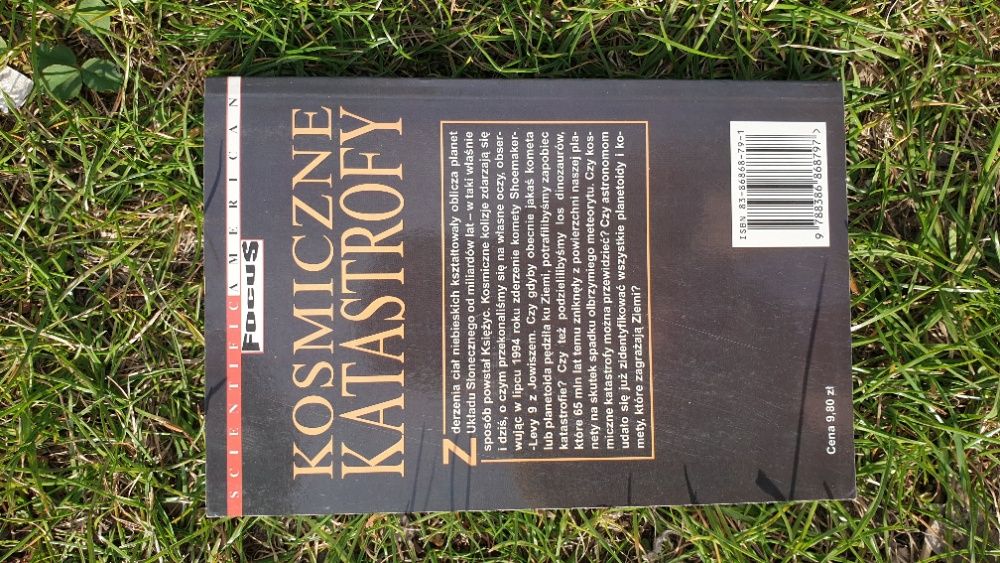 SCIENTIFIC AMERICAN
FOCUS
KOSMICZNE
KATASTROFY
Zderzenia ciał niebieskich kształtowały oblicza planet
Układu Słonecznego od miliardów lat – w taki właśnie
sposób powstał Księżyc. Kosmiczne kolizje zdarzają się
i dziś, o czym przekonaliśmy się na własne oczy, obser-
wując w lipcu 1994 roku zderzenie komety Shoemaker-
-Levy 9 z Jowiszem. Czy gdyby obecnie jakaś kometa
lub planetoida pędziła ku Ziemi, potrafilibyśmy zapobiec
katastrofie? Czy też podzielilibyśmy los dinozaurów,
które 65 mln lat temu zniknęły z powierzchni naszej pla-
nety na skutek spadku olbrzymiego meteorytu. Czy kos-
miczne katastrofy można przewidzieć? Czy astronomom
udało się już zidentyfikować wszystkie planetoidy i ko-
mety, które zagrażają Ziemi?
ISBN 83-86868-79-1
9 788386 868797 >
Cena 9,80 zł